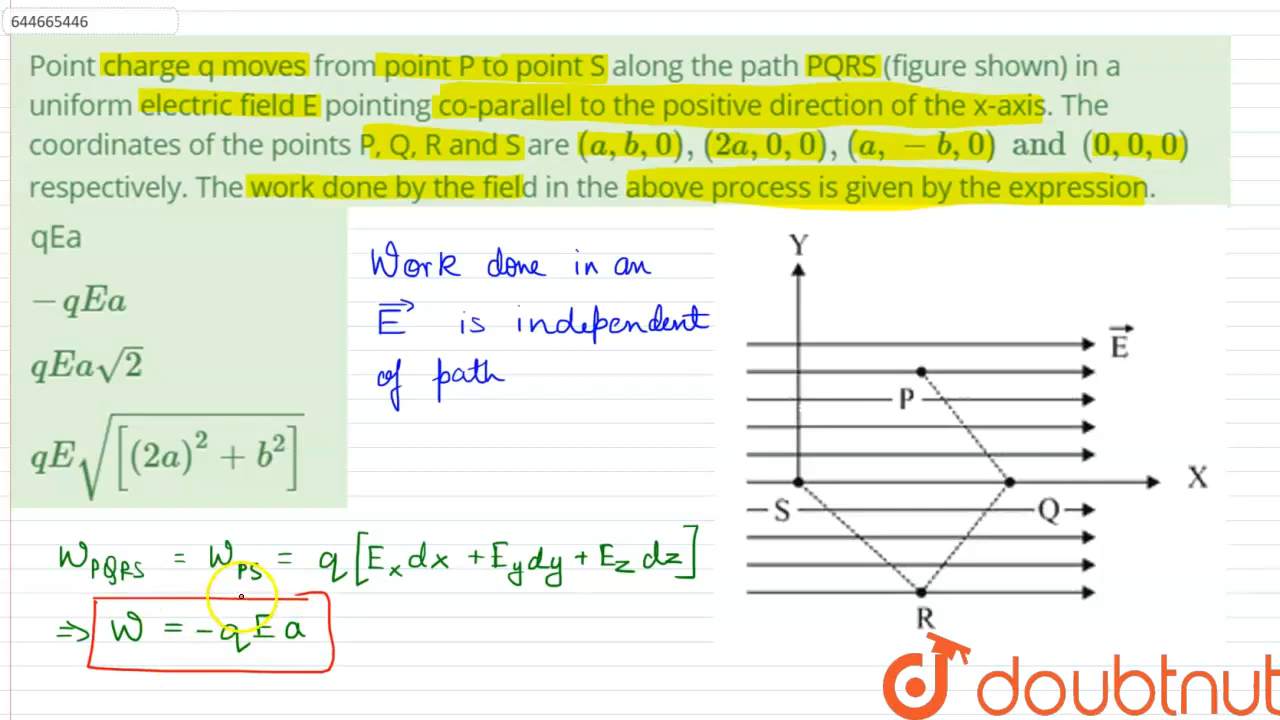 644665446
Point charge q moves from point P to point S along the path PQRS (figure shown) in a
uniform electric field E pointing co-parallel to the positive direction of the x-axis. The
coordinates of the points P, Q, R and S are (a, b, 0), (2a, 0, 0), (a, −b, 0) and (0, 0, 0)
respectively. The work done by the field in the above process is given by the expression.
qEa
−qEa
qEa√2
qE√[(2a)² + b²]
Work done in an
E⃗ is independent
of path
W_PQRS = W_PS = q[E_x dx + E_y dy + E_z dz]
⇒ W = −qEa
Y
E⃗
P
X
S
Q
R
doubtnut